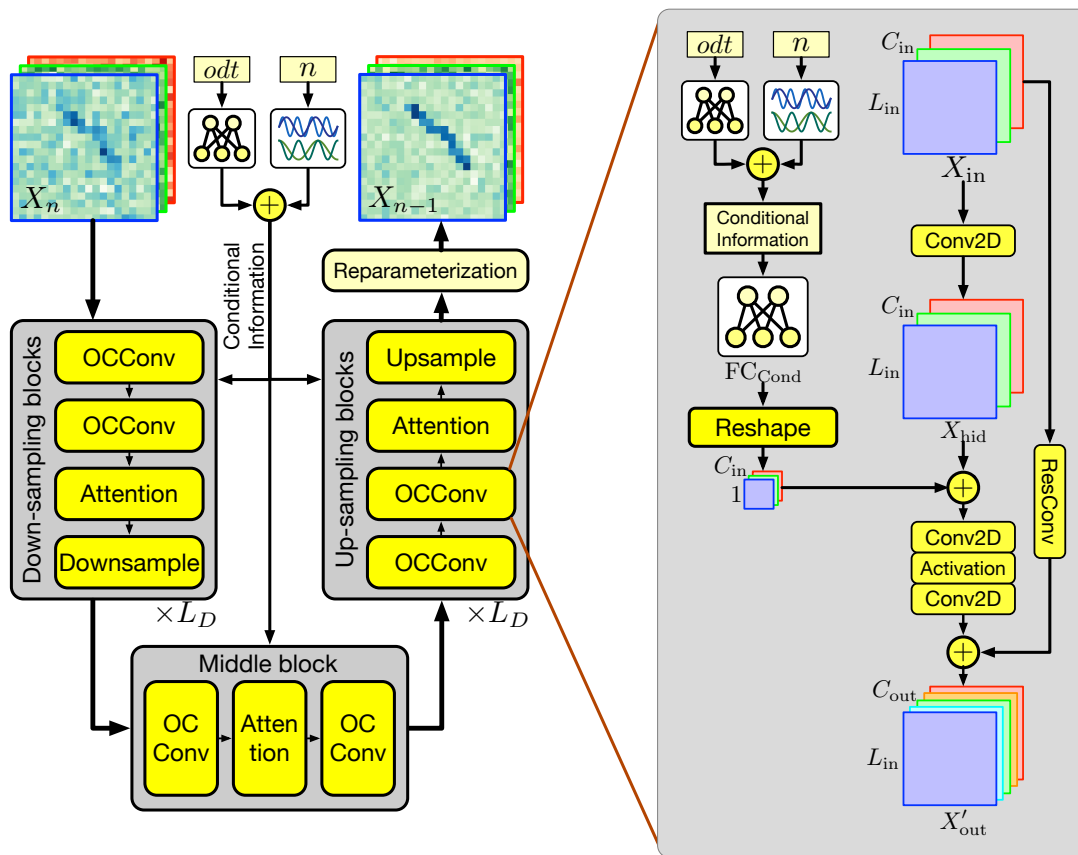 odt
n
X_n
X_{n-1}
Conditional
Information
Reparameterization
Down-sampling blocks
OCConv
OCConv
Attention
Downsample
×L_D
Up-sampling blocks
Upsample
Attention
OCConv
OCConv
×L_D
Middle block
OC
Conv
Atten
tion
OC
Conv
odt
n
Conditional
Information
FC_Cond
Reshape
C_in
1
C_in
L_in
X_in
Conv2D
C_in
L_in
X_hid
ResConv
Conv2D
Activation
Conv2D
C_out
L_in
X'_out